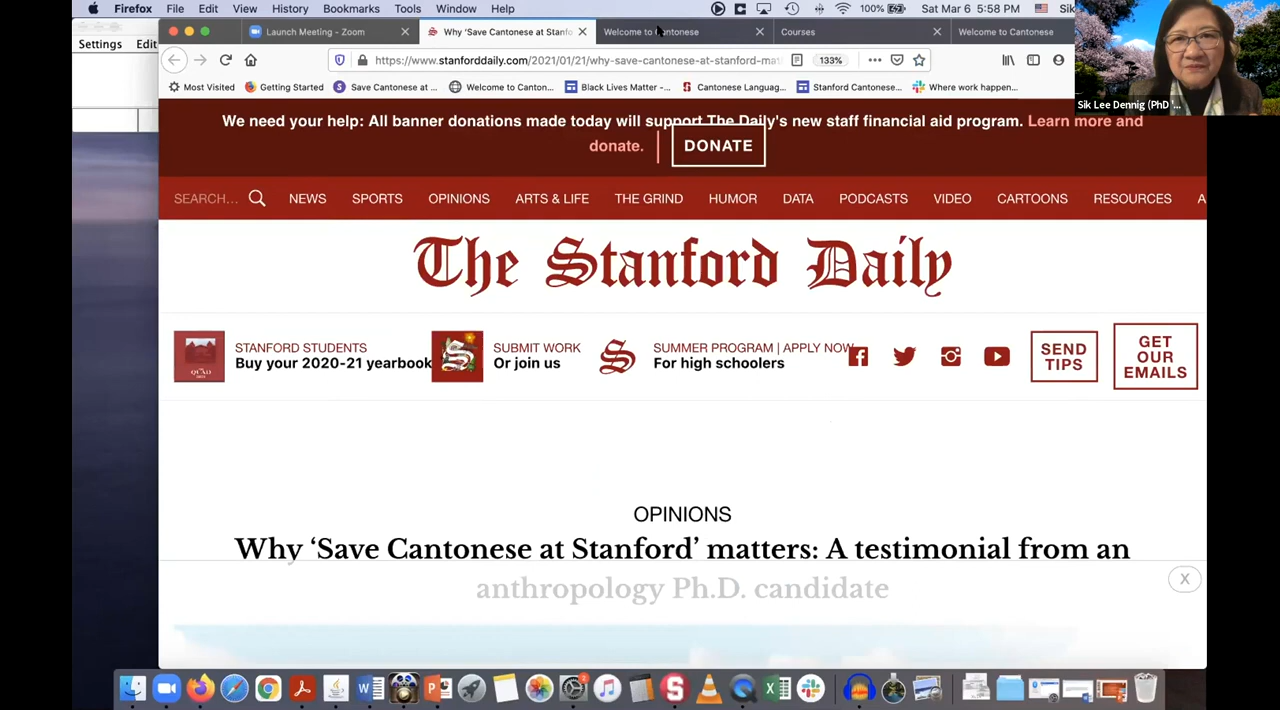 Firefox File Edit View History Bookmarks Tools Window Help 100% Sat Mar 6 5:58 PM Sik
Settings Edit
Launch Meeting - Zoom
Why 'Save Cantonese at Stanfo
Welcome to Cantonese
Courses
Welcome to Cantonese
https://www.stanforddaily.com/2021/01/21/why-save-cantonese-at-stanford-mat
133%
Most Visited Getting Started Save Cantonese at ... Welcome to Canton... Black Lives Matter -... Cantonese Languag... Stanford Cantonese... Where work happen...
Sik Lee Dennig (PhD '...
We need your help: All banner donations made today will support The Daily's new staff financial aid program. Learn more and
donate. DONATE
SEARCH... NEWS SPORTS OPINIONS ARTS & LIFE THE GRIND HUMOR DATA PODCASTS VIDEO CARTOONS RESOURCES A
The Stanford Daily
STANFORD STUDENTS
Buy your 2020-21 yearbook
SUBMIT WORK
Or join us
SUMMER PROGRAM | APPLY NOW
For high schoolers
SEND
TIPS
GET
OUR
EMAILS
OPINIONS
Why ‘Save Cantonese at Stanford’ matters: A testimonial from an
anthropology Ph.D. candidate